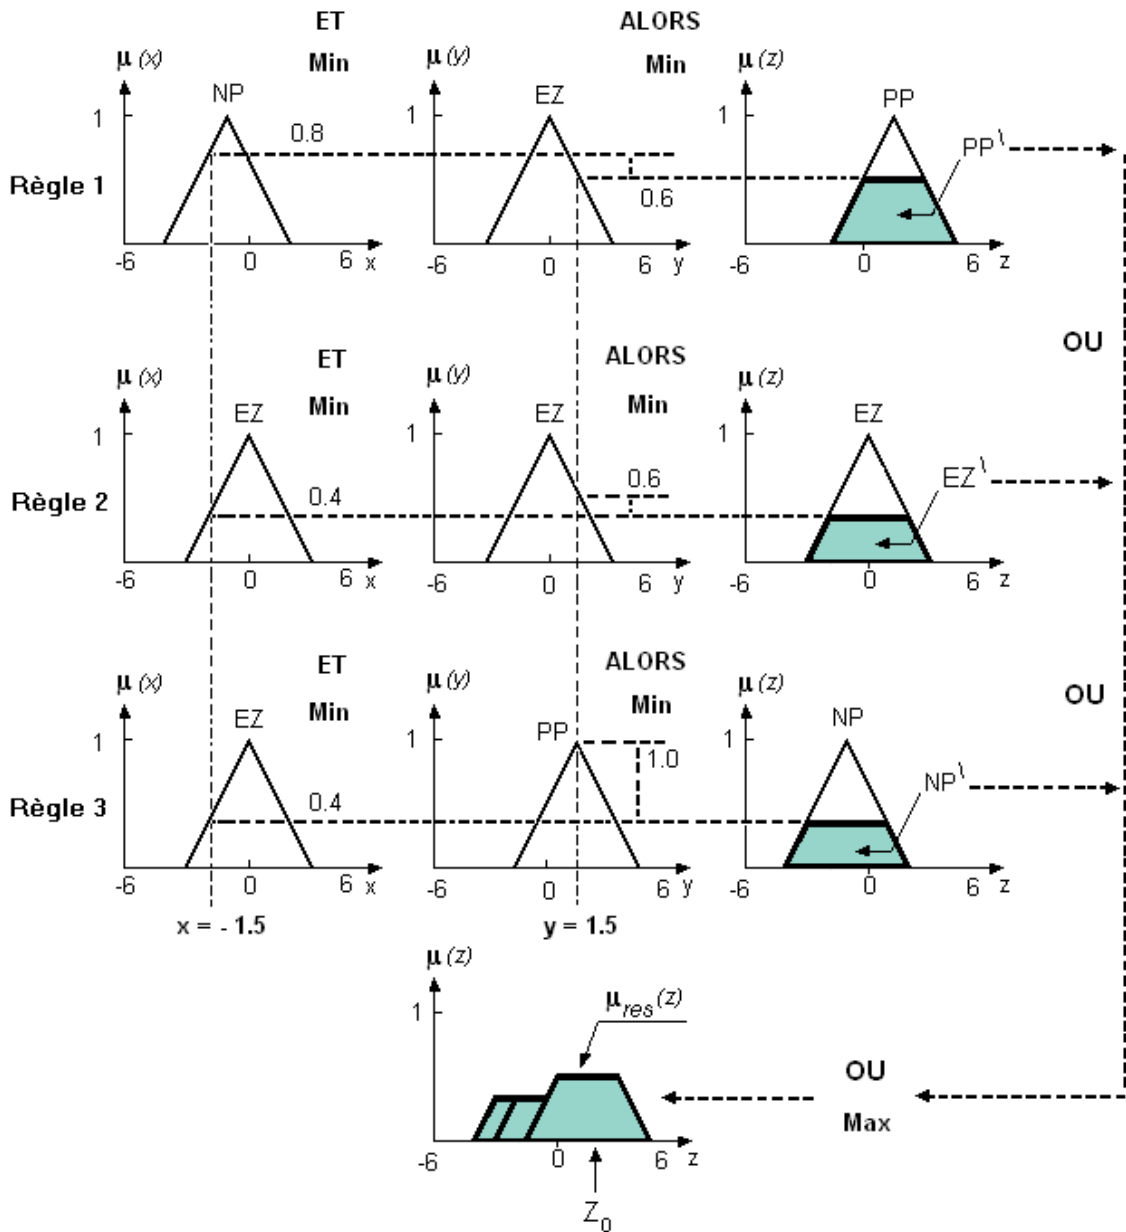 ET ALORS
μ(x) Min μ(y) Min μ(z)
NP EZ PP
1 1 1
0.8 PP\
Règle 1 0.6
-6 0 6 x -6 0 6 y -6 0 6 z
OU
ET ALORS
μ(x) Min μ(y) Min μ(z)
EZ EZ EZ
1 1 1
Règle 2 0.4 0.6 EZ\
-6 0 6 x -6 0 6 y -6 0 6 z
ET ALORS OU
μ(x) Min μ(y) Min μ(z)
EZ PP NP
1 1 1.0 1
Règle 3 0.4 NP\
-6 0 6 x -6 0 6 y -6 0 6 z
x = - 1.5 y = 1.5
μ(z)
1 μres(z)
OU
Max
-6 0 6 z
Z0